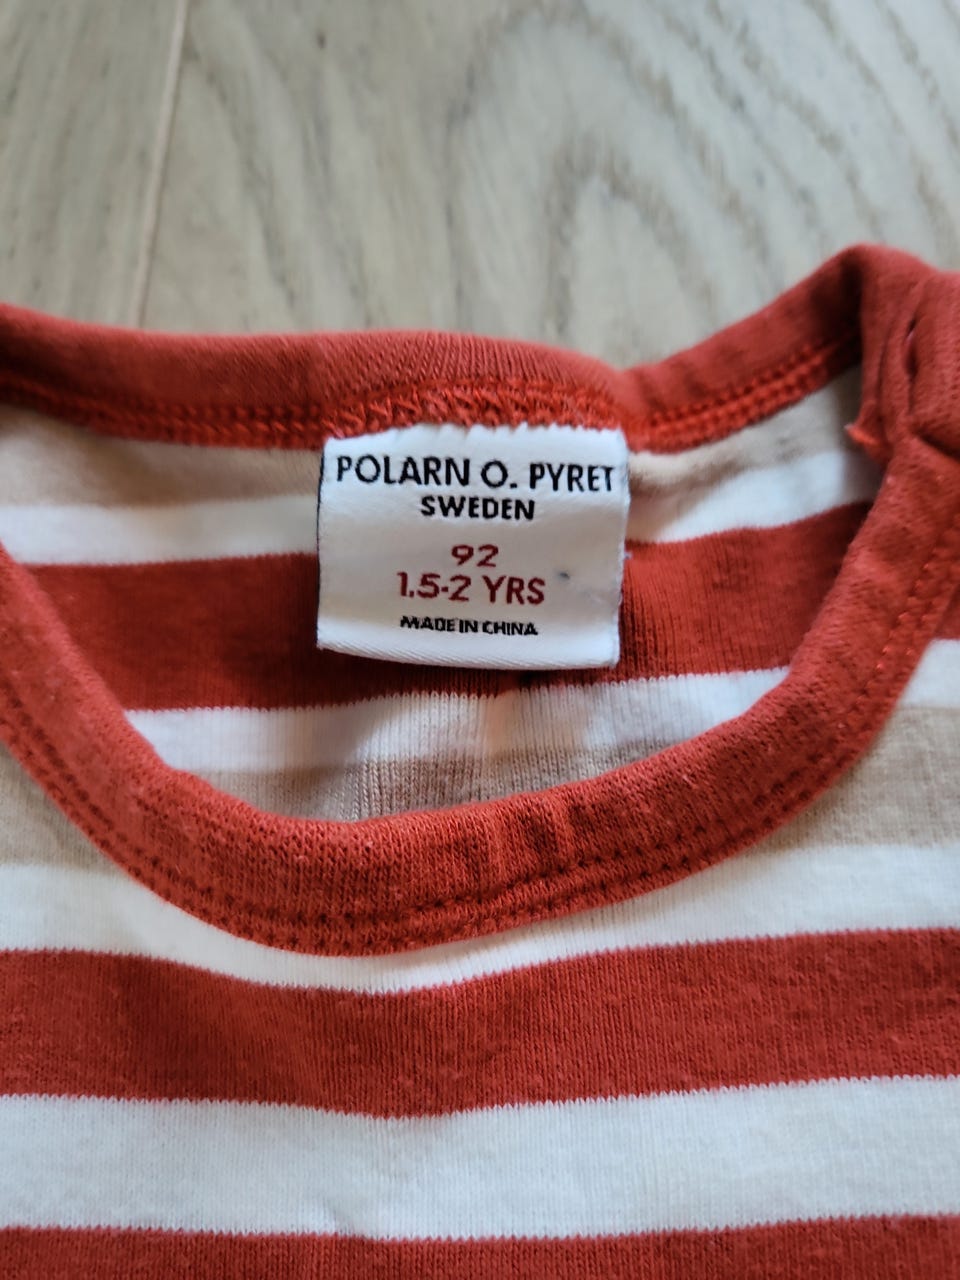 POLARN O. PYRET
SWEDEN
92
1.5-2 YRS
MADE IN CHINA